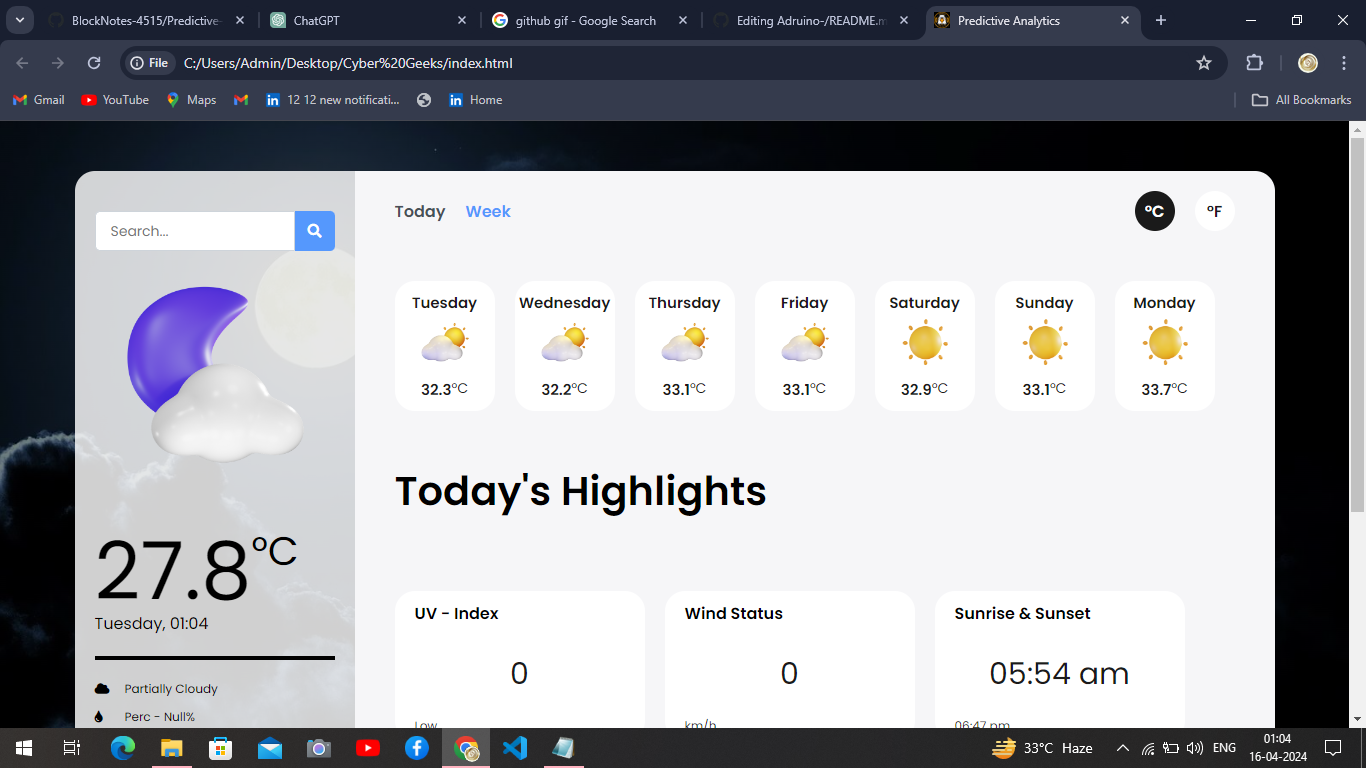 BlockNotes-4515/Predictive-
ChatGPT
github gif - Google Search
Editing Adruino-/README.m
Predictive Analytics
File
C:/Users/Admin/Desktop/Cyber%20Geeks/index.html
Gmail
YouTube
Maps
12 12 new notificati...
Home
All Bookmarks
Search...
Today
Week
°C
°F
Tuesday
Wednesday
Thursday
Friday
Saturday
Sunday
Monday
32.3°C
32.2°C
33.1°C
33.1°C
32.9°C
33.1°C
33.7°C
Today's Highlights
27.8°C
Tuesday, 01:04
Partially Cloudy
Perc - Null%
UV - Index
0
Low
Wind Status
0
km/h
Sunrise & Sunset
05:54 am
06:47 pm
33°C Haze
ENG
01:04
16-04-2024